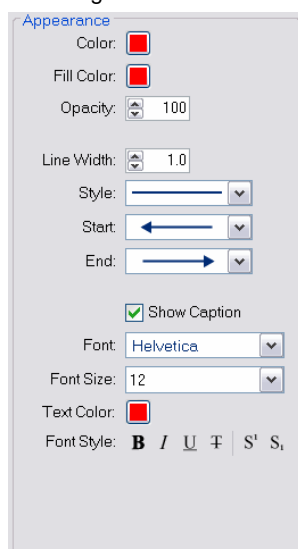 Appearance
Color:
Fill Color:
Opacity: 100
Line Width: 1.0
Style:
Start:
End:
Show Caption
Font: Helvetica
Font Size: 12
Text Color:
Font Style: B I U T S¹ S₁